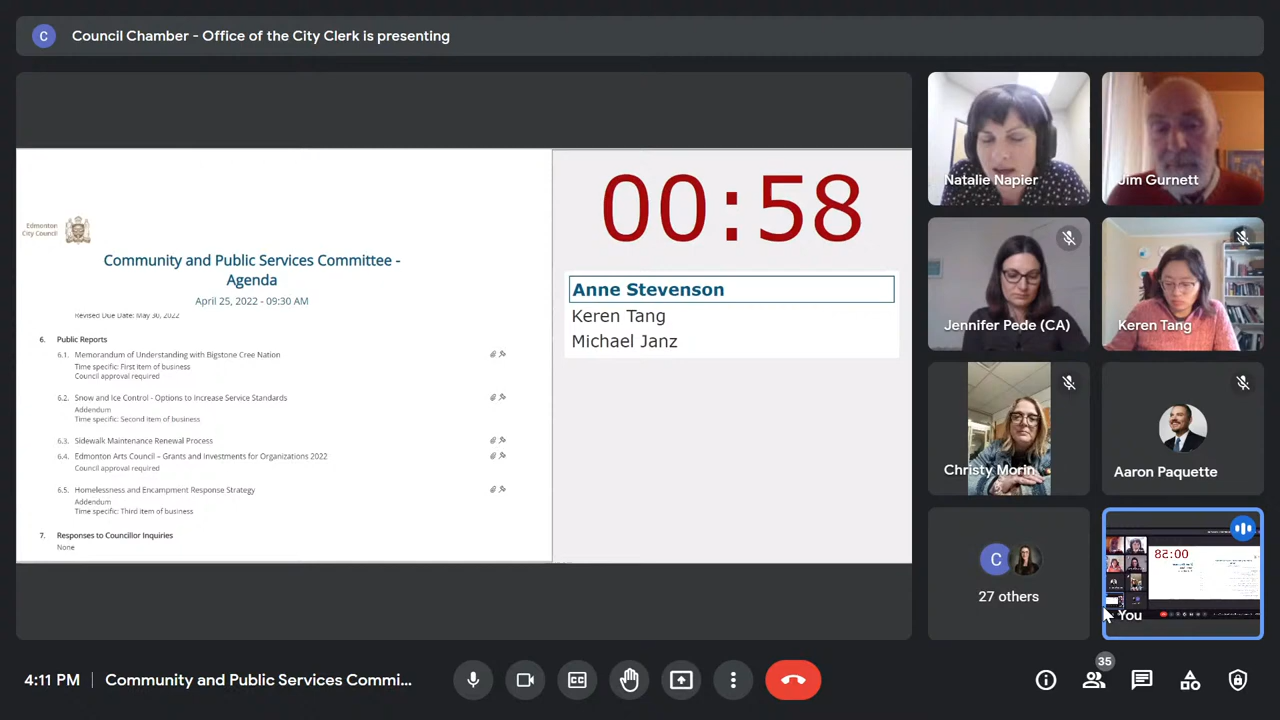 C
Council Chamber - Office of the City Clerk is presenting
Edmonton
City Council
Community and Public Services Committee -
Agenda
April 25, 2022 - 09:30 AM
Revised Due Date: May 30, 2022
6. Public Reports
6.1. Memorandum of Understanding with Bigstone Cree Nation
Time specific: First item of business
Council approval required
6.2. Snow and Ice Control - Options to Increase Service Standards
Addendum
Time specific: Second item of business
6.3. Sidewalk Maintenance Renewal Process
6.4. Edmonton Arts Council – Grants and Investments for Organizations 2022
Council approval required
6.5. Homelessness and Encampment Response Strategy
Addendum
Time specific: Third item of business
7. Responses to Councillor Inquiries
None
00:58
Anne Stevenson
Keren Tang
Michael Janz
Natalie Napier
Jim Gurnett
Jennifer Pede (CA)
Keren Tang
Christy Morin
Aaron Paquette
C
27 others
00:58
You
4:11 PM
Community and Public Services Commi...
35